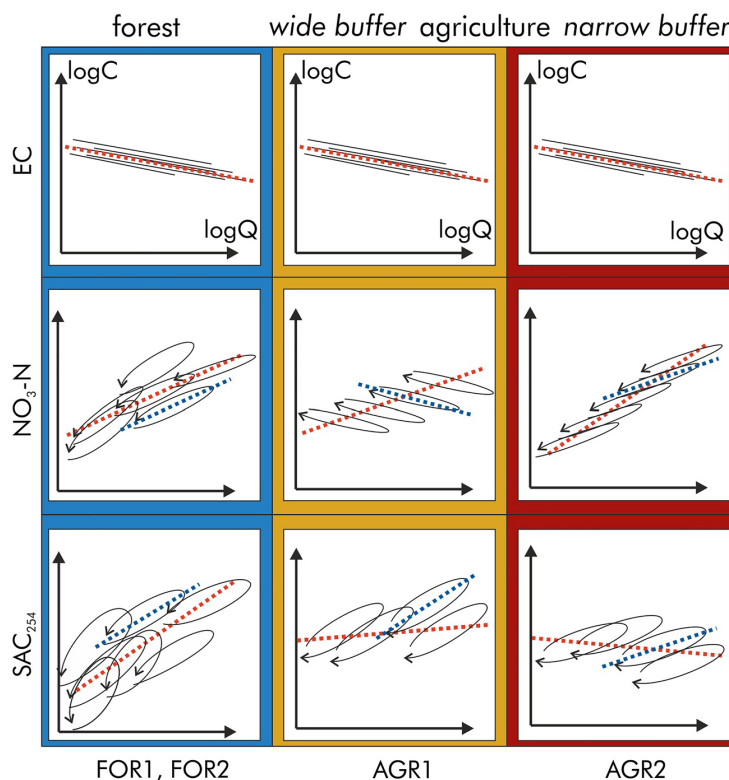 forest
wide buffer agriculture narrow buffer
EC
logC
logQ
logC
logQ
logC
logQ
NO₃-N
SAC₂₅₄
FOR1, FOR2
AGR1
AGR2